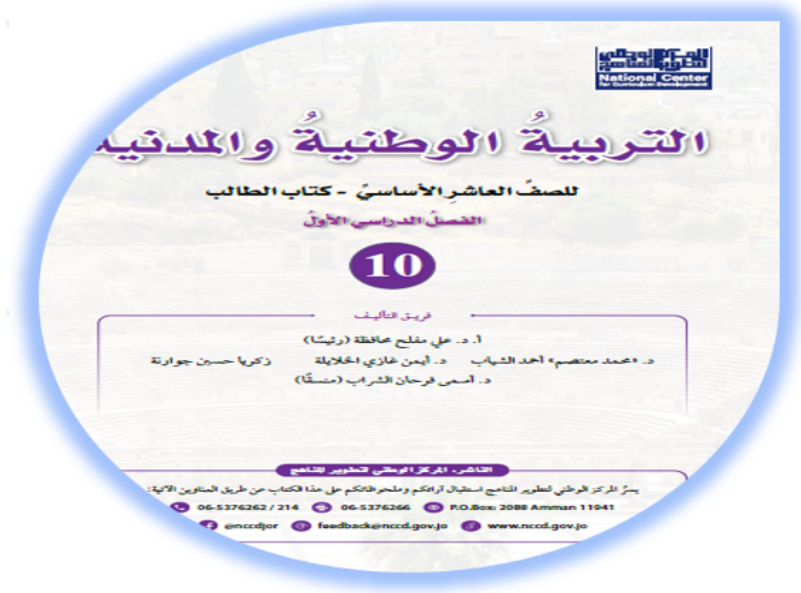 المركز الوطني
لتطوير المناهج
National Center
for Curriculum Development
التربيةُ الوطنيةُ والمدنية
للصفِّ العاشرِ الأساسيِّ - كتاب الطالب
الفصلُ الدراسي الأولُ
10
فريق التأليف
أ. د. علي مفلح محافظة (رئيسًا)
د. «محمد معتصم» أحمد الشياب د. أيمن غازي الخلايلة زكريا حسين جوارنة
د. أسمى فرحان الشراب (منسقًا)
الناشر: المركز الوطني لتطوير المناهج
يسرُّ المركز الوطني لتطوير المناهج استقبال آرائكم وملحوظاتكم على هذا الكتاب عن طريق العناوين الآتية:
06-5376262 / 214 06-5376266 P.O.Box: 2088 Amman 11941
@nccdjor feedback@nccd.gov.jo www.nccd.gov.jo